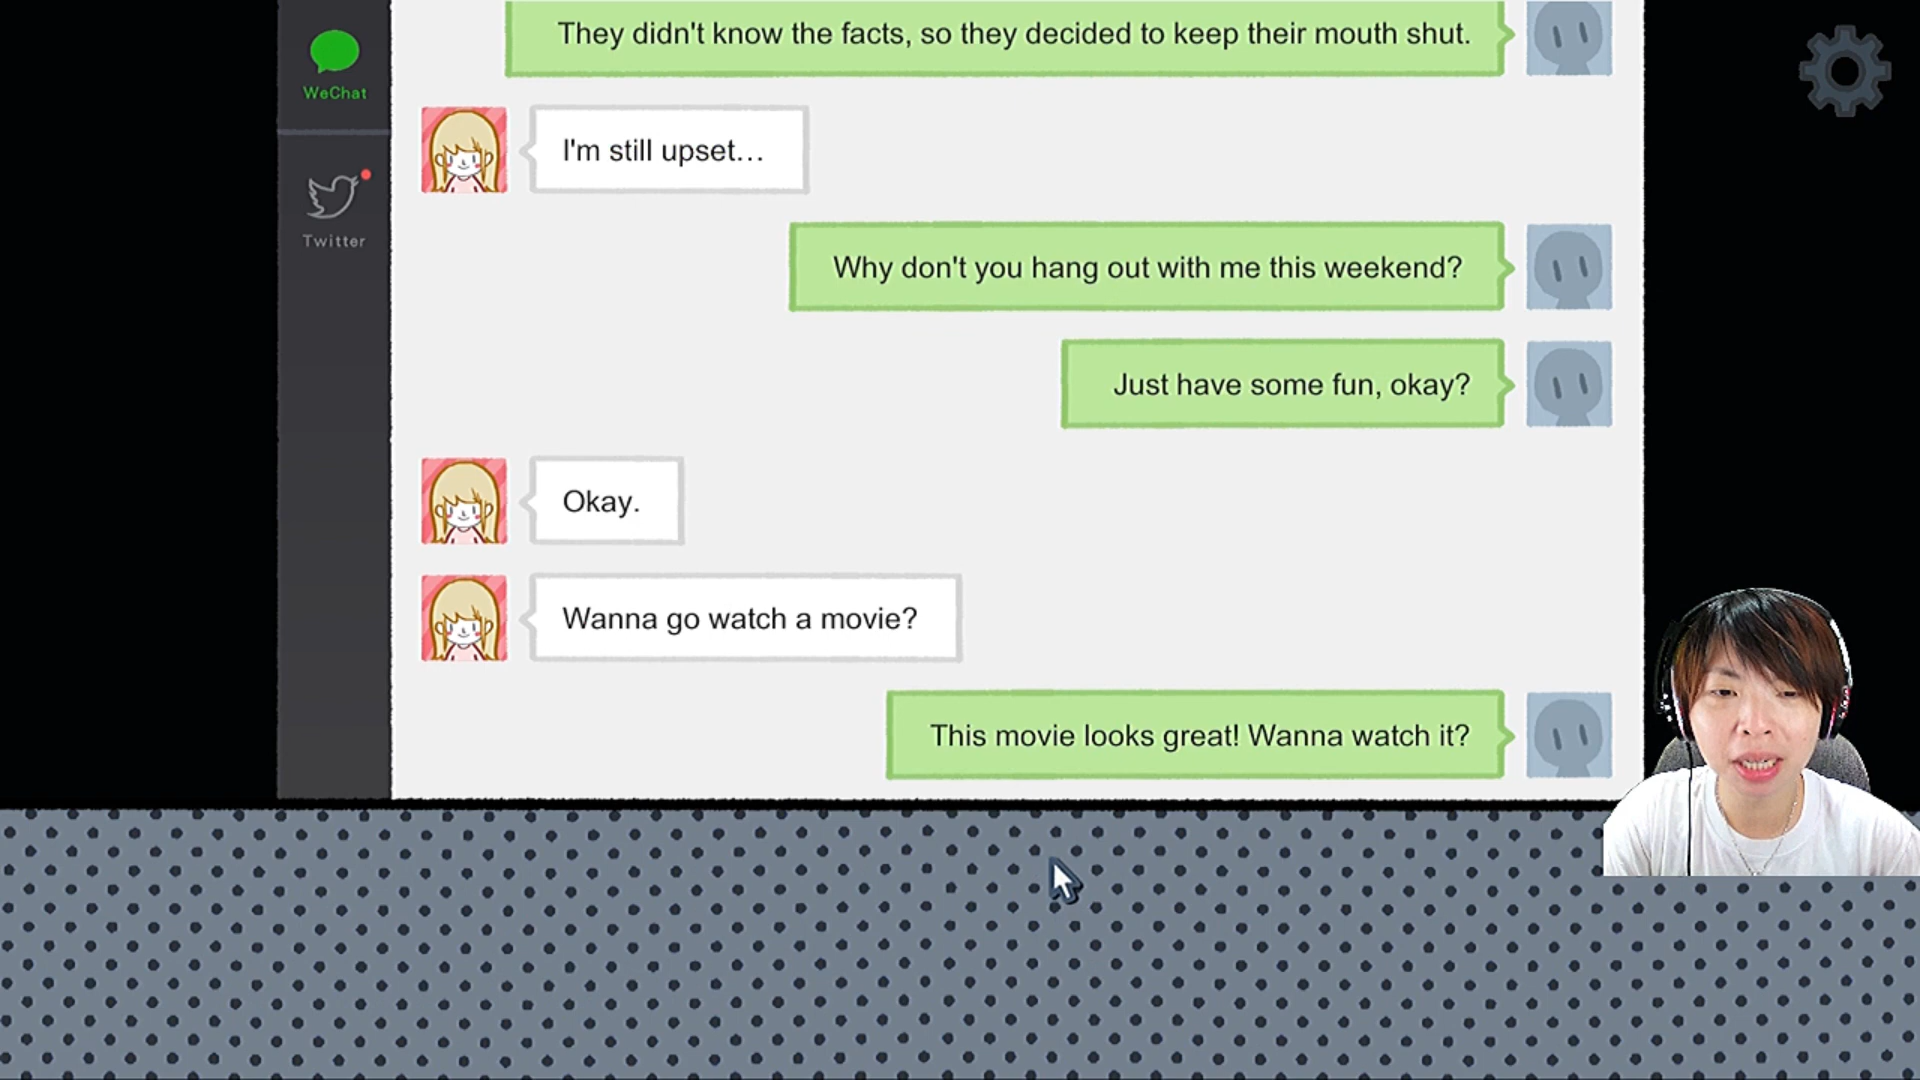 They didn't know the facts, so they decided to keep their mouth shut.
WeChat
I'm still upset...
Twitter
Why don't you hang out with me this weekend?
Just have some fun, okay?
Okay.
Wanna go watch a movie?
This movie looks great! Wanna watch it?